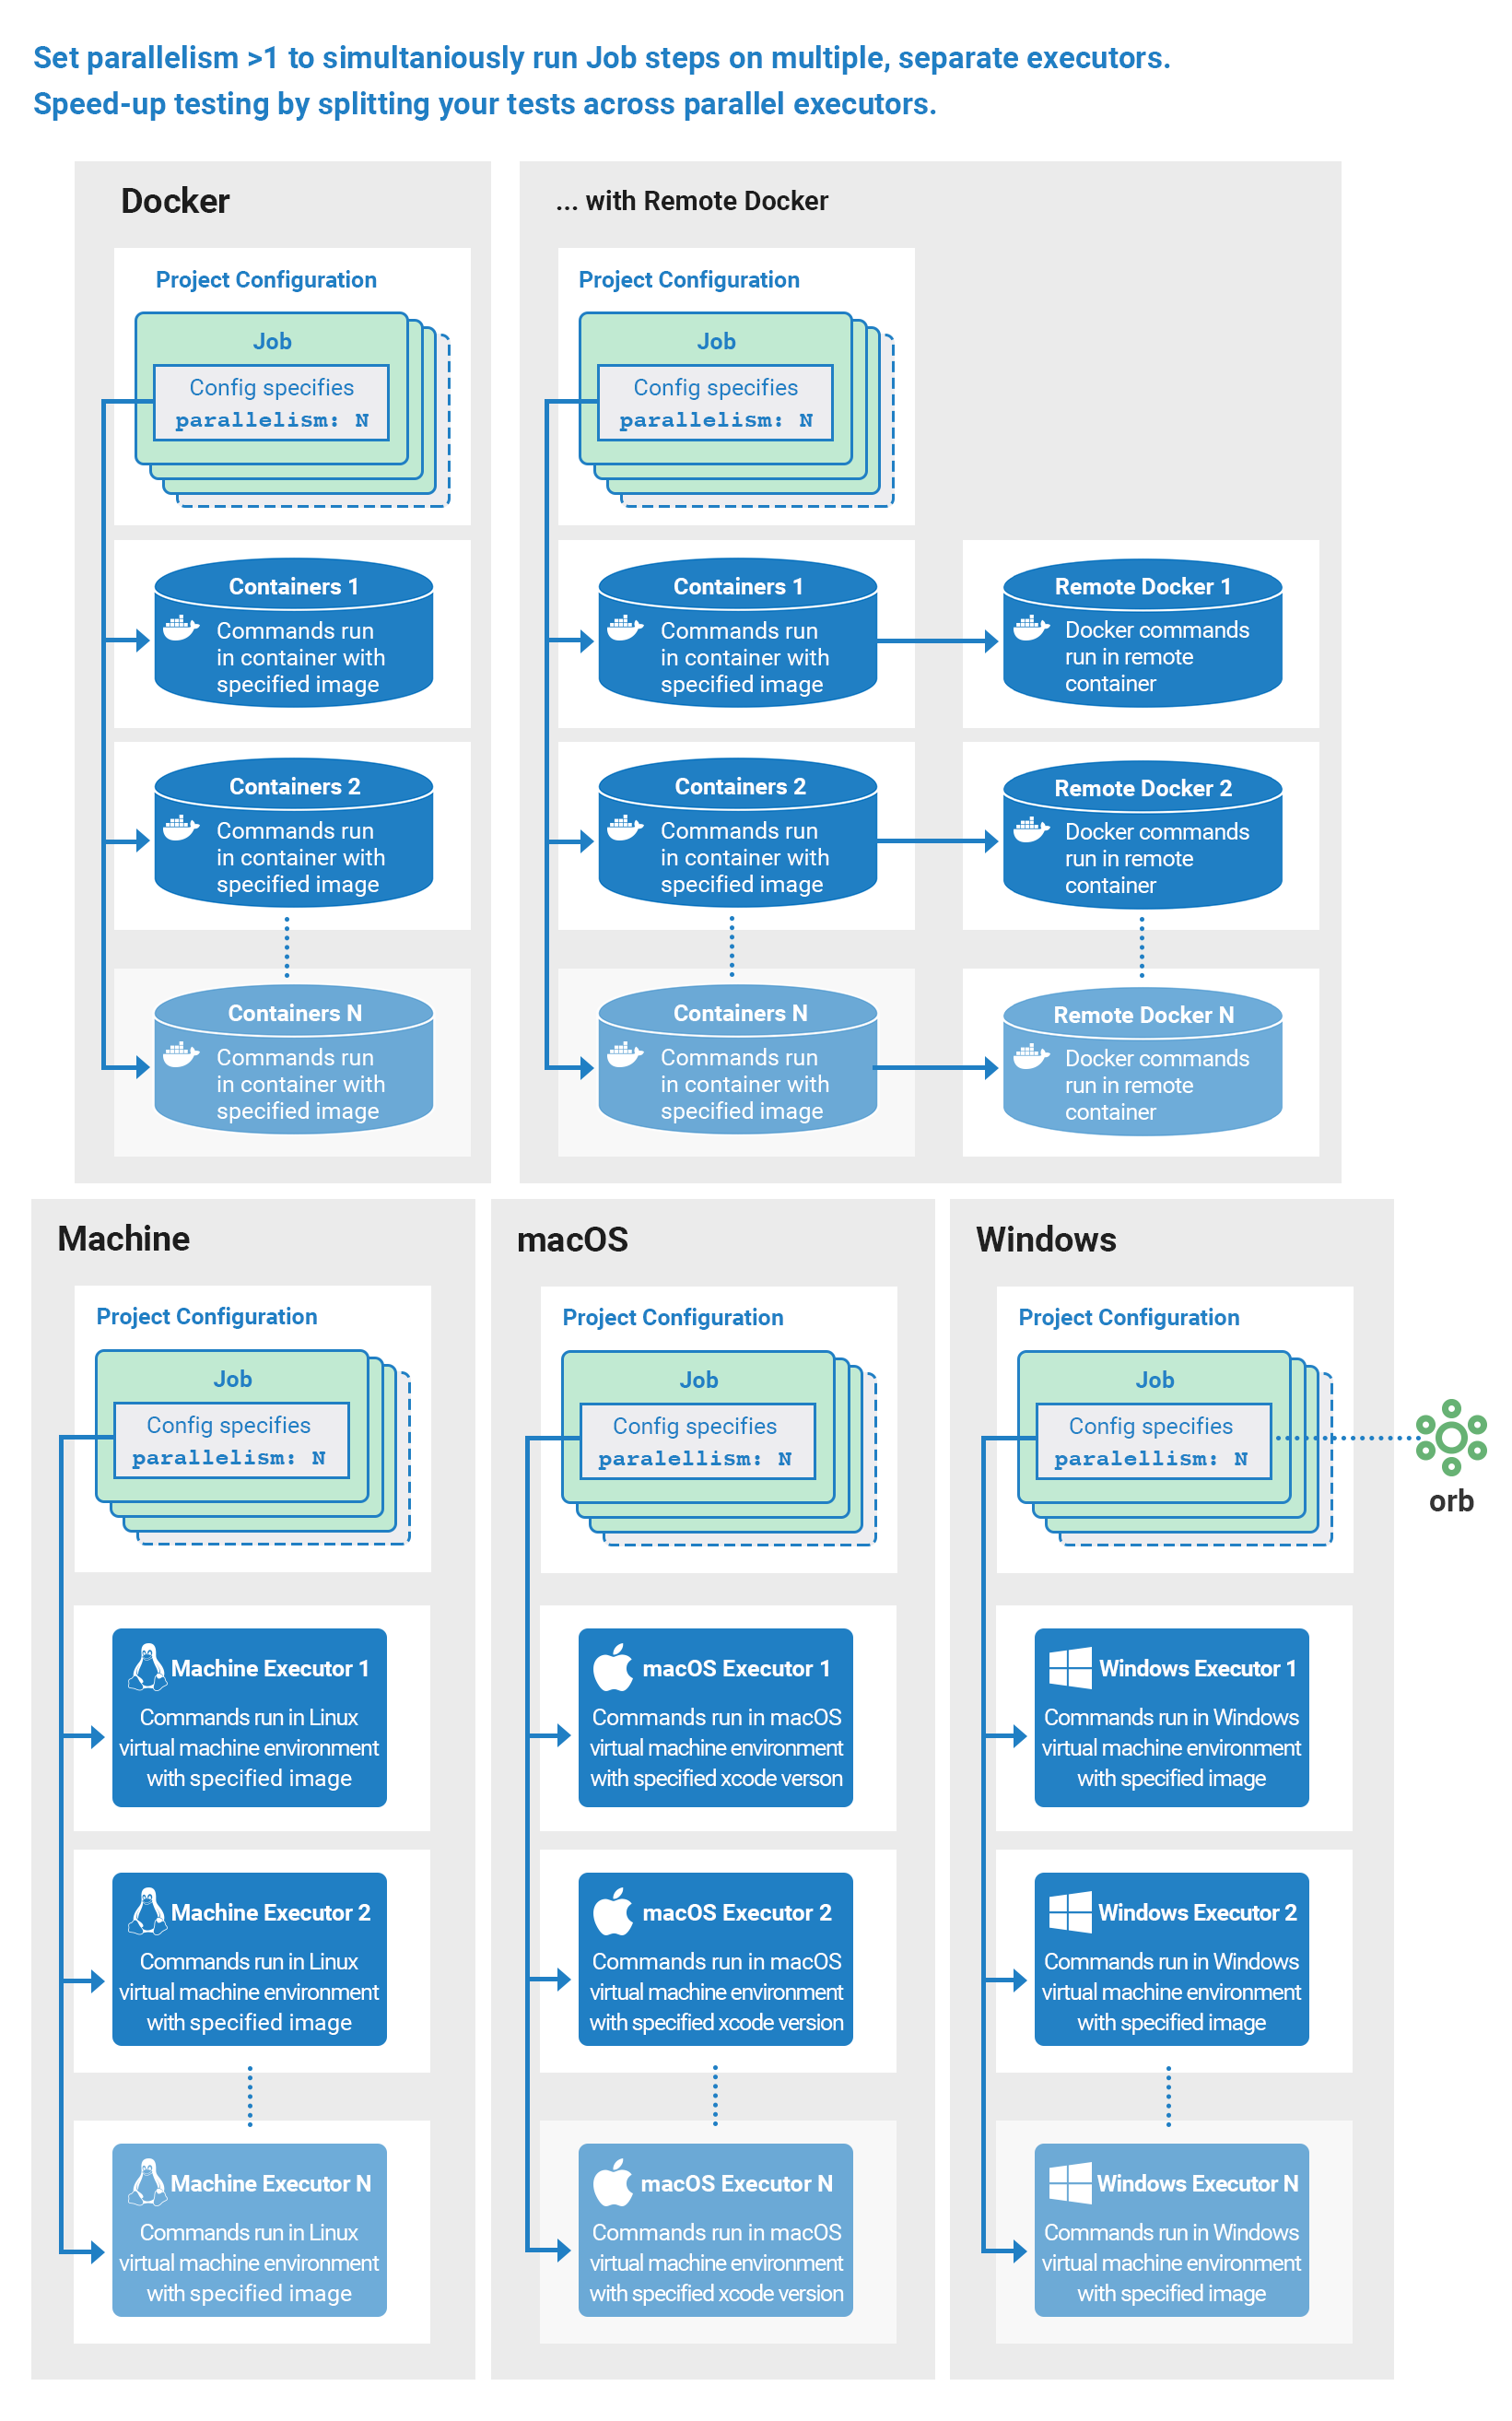 Set parallelism >1 to simultaniously run Job steps on multiple, separate executors.
Speed-up testing by splitting your tests across parallel executors.
Docker
Project Configuration
Job
Config specifies
parallelism: N
Containers 1
Commands run
in container with
specified image
Containers 2
Commands run
in container with
specified image
Containers N
Commands run
in container with
specified image
... with Remote Docker
Project Configuration
Job
Config specifies
parallelism: N
Containers 1
Commands run
in container with
specified image
Remote Docker 1
Docker commands
run in remote
container
Containers 2
Commands run
in container with
specified image
Remote Docker 2
Docker commands
run in remote
container
Containers N
Commands run
in container with
specified image
Remote Docker N
Docker commands
run in remote
container
Machine
Project Configuration
Job
Config specifies
parallelism: N
Machine Executor 1
Commands run in Linux
virtual machine environment
with specified image
Machine Executor 2
Commands run in Linux
virtual machine environment
with specified image
Machine Executor N
Commands run in Linux
virtual machine environment
with specified image
macOS
Project Configuration
Job
Config specifies
paralellism: N
macOS Executor 1
Commands run in macOS
virtual machine environment
with specified xcode verson
macOS Executor 2
Commands run in macOS
virtual machine environment
with specified xcode version
macOS Executor N
Commands run in macOS
virtual machine environment
with specified xcode version
Windows
Project Configuration
Job
Config specifies
paralellism: N
orb
Windows Executor 1
Commands run in Windows
virtual machine environment
with specified image
Windows Executor 2
Commands run in Windows
virtual machine environment
with specified image
Windows Executor N
Commands run in Windows
virtual machine environment
with specified image